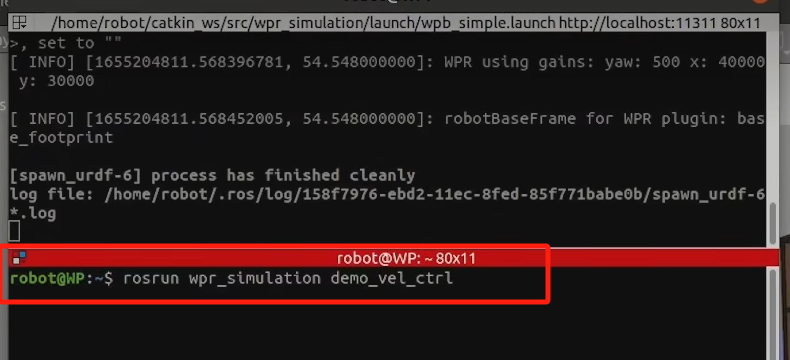 /home/robot/catkin_ws/src/wpr_simulation/launch/wpb_simple.launch http://localhost:11311 80x11
>, set to ""
[ INFO] [1655204811.568396781, 54.548000000]: WPR using gains: yaw: 500 x: 40000
 y: 30000
[ INFO] [1655204811.568452005, 54.548000000]: robotBaseFrame for WPR plugin: bas
e_footprint
[spawn_urdf-6] process has finished cleanly
log file: /home/robot/.ros/log/158f7976-ebd2-11ec-8fed-85f771babe0b/spawn_urdf-6
*.log
robot@WP: ~ 80x11
robot@WP:~$ rosrun wpr_simulation demo_vel_ctrl